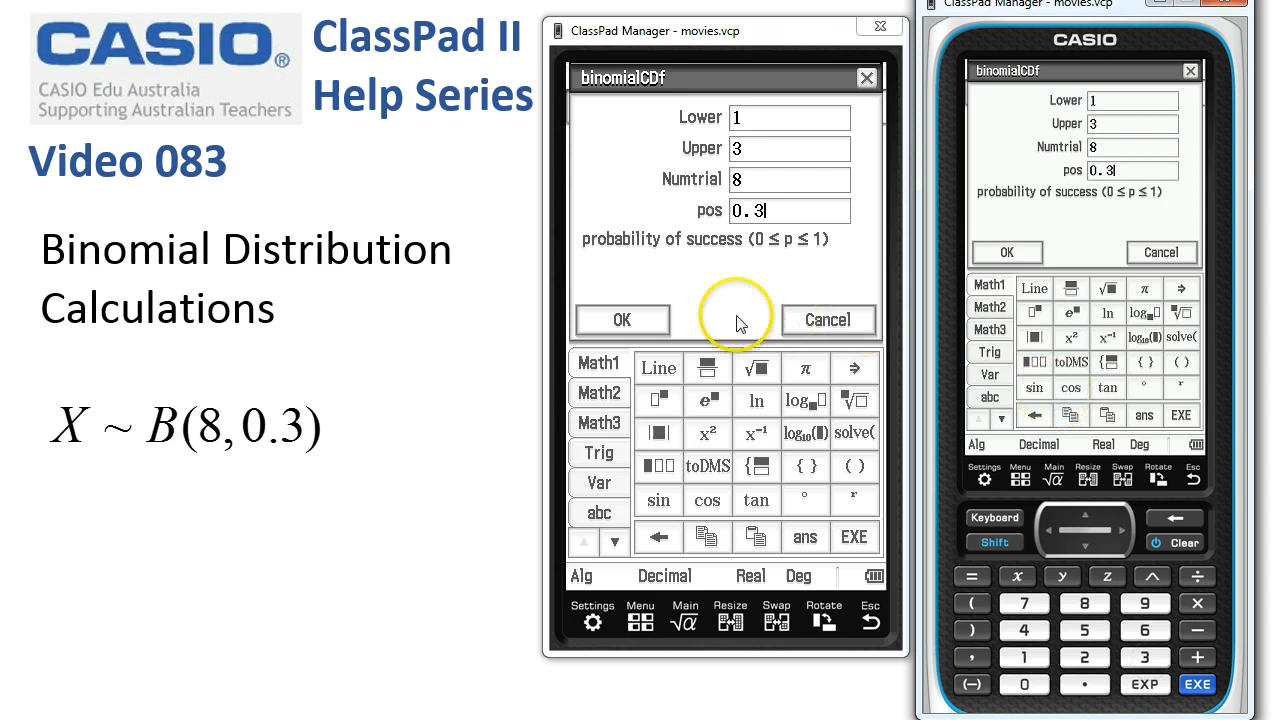 CASIO®
CASIO Edu Australia
Supporting Australian Teachers
ClassPad II
Help Series
Video 083
Binomial Distribution
Calculations
X ~ B(8, 0.3)
ClassPad Manager - movies.vcp
binomialCDf
Lower 1
Upper 3
Numtrial 8
pos 0.3
probability of success (0 ≤ p ≤ 1)
OK Cancel
Math1 Line √■ π ⇒
Math2 e ln log √
Math3 |■| x² x⁻¹ log₁₀(■) solve(
Trig toDMS { } ( )
Var sin cos tan ° r
abc ← ans EXE
▲ ▼
Alg Decimal Real Deg
Settings Menu Main Resize Swap Rotate Esc
√α
ClassPad Manager - movies.vcp
CASIO
binomialCDf
Lower 1
Upper 3
Numtrial 8
pos 0.3
probability of success (0 ≤ p ≤ 1)
OK Cancel
Math1 Line √■ π ⇒
Math2 e ln log √
Math3 |■| x² x⁻¹ log₁₀(■) solve(
Trig toDMS { } ( )
Var sin cos tan ° r
abc ← ans EXE
▲ ▼
Alg Decimal Real Deg
Settings Menu Main Resize Swap Rotate Esc
√α
Keyboard ←
Shift Clear
= x y z ^ ÷
( 7 8 9 ×
) 4 5 6 −
, 1 2 3 +
(−) 0 • EXP EXE